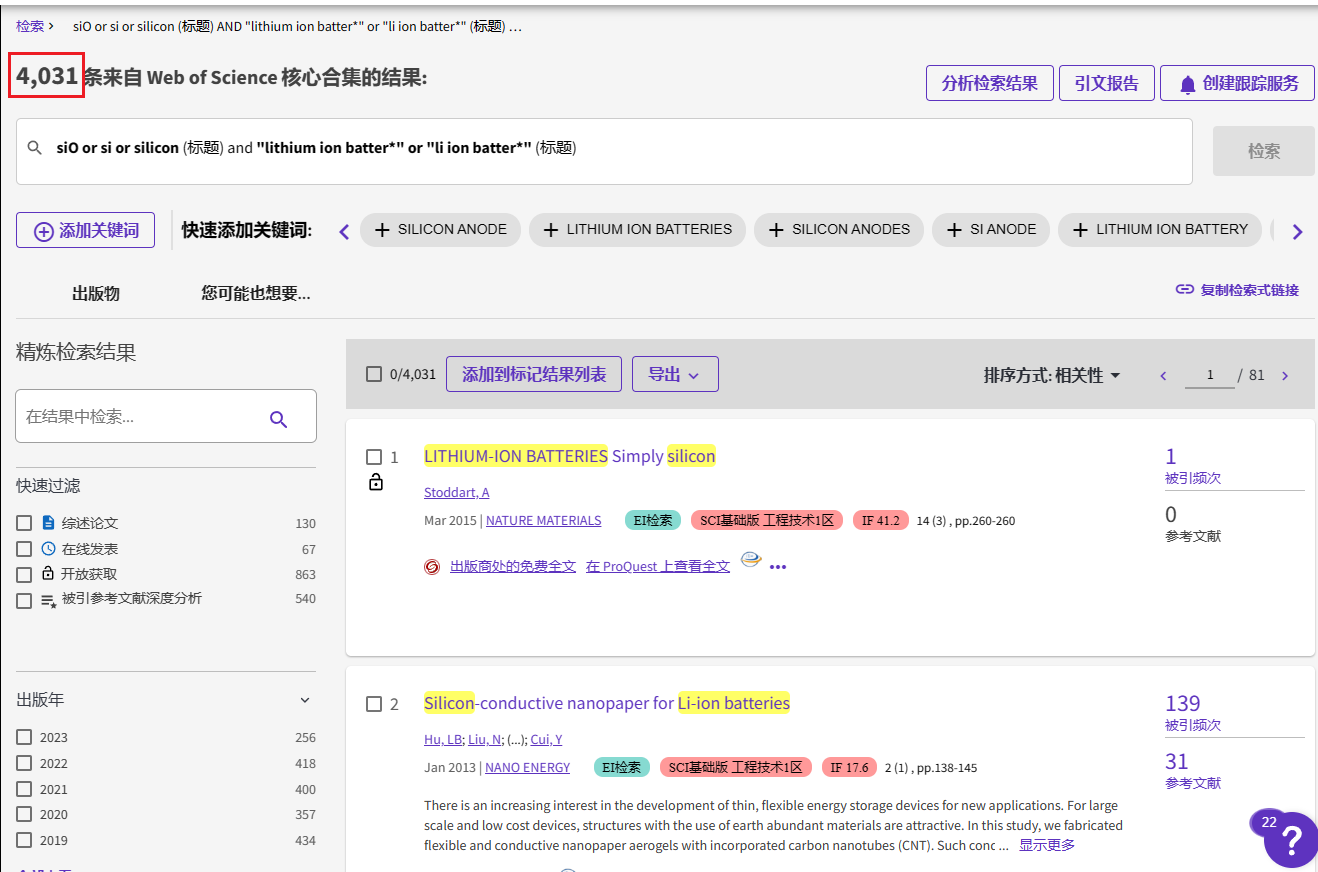 检索 > siO or si or silicon (标题) AND "lithium ion batter*" or "li ion batter*" (标题) …
4,031 条来自 Web of Science 核心合集的结果:
分析检索结果 引文报告 创建跟踪服务
siO or si or silicon (标题) and "lithium ion batter*" or "li ion batter*" (标题)
检索
添加关键词 快速添加关键词: + SILICON ANODE + LITHIUM ION BATTERIES + SILICON ANODES + SI ANODE + LITHIUM ION BATTERY
出版物 您可能也想要... 复制检索式链接
精炼检索结果
在结果中检索...
快速过滤
综述论文 130
在线发表 67
开放获取 863
被引参考文献深度分析 540
出版年
2023 256
2022 418
2021 400
2020 357
2019 434
0/4,031 添加到标记结果列表 导出 排序方式: 相关性 1 / 81
1 LITHIUM-ION BATTERIES Simply silicon
Stoddart, A
Mar 2015 | NATURE MATERIALS EI检索 SCI基础版 工程技术1区 IF 41.2 14 (3) , pp.260-260
出版商处的免费全文 在 ProQuest 上查看全文 •••
1
被引频次
0
参考文献
2 Silicon-conductive nanopaper for Li-ion batteries
Hu, LB; Liu, N; (...); Cui, Y
Jan 2013 | NANO ENERGY EI检索 SCI基础版 工程技术1区 IF 17.6 2 (1) , pp.138-145
There is an increasing interest in the development of thin, flexible energy storage devices for new applications. For large
scale and low cost devices, structures with the use of earth abundant materials are attractive. In this study, we fabricated
flexible and conductive nanopaper aerogels with incorporated carbon nanotubes (CNT). Such conc ... 显示更多
139
被引频次
31
参考文献
22
?